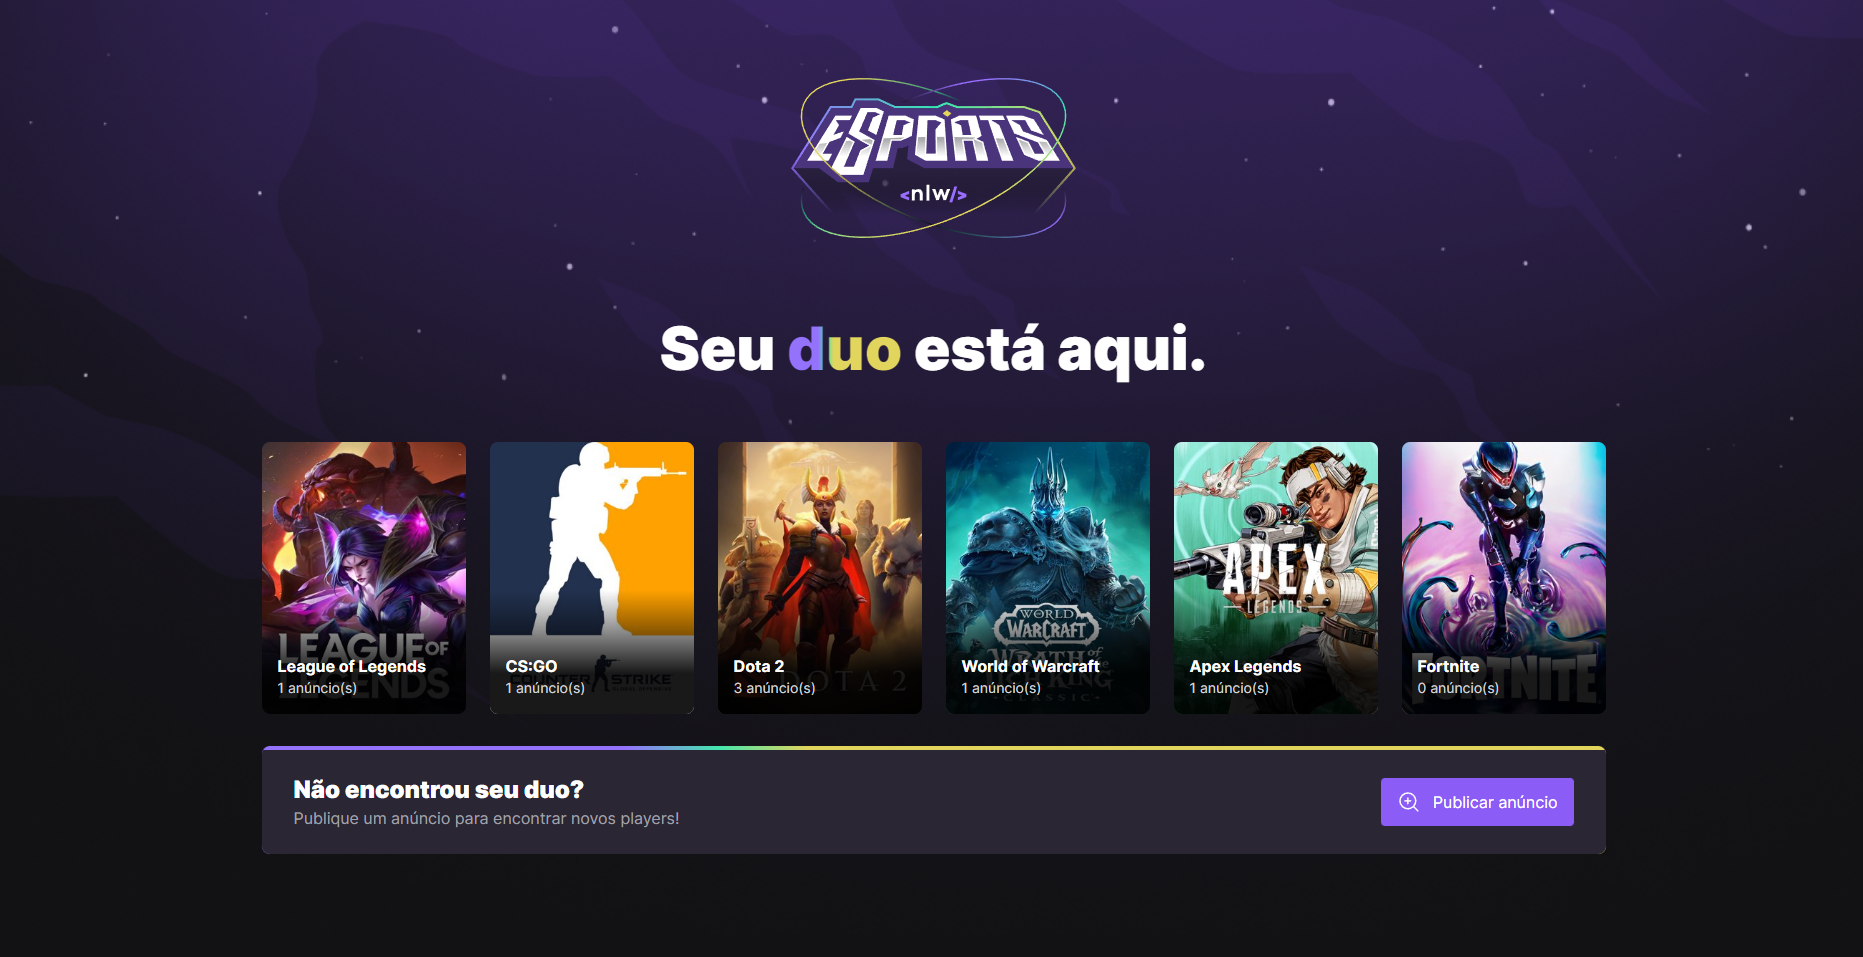 ESPORTS
<nlw/>
Seu duo está aqui.
LEAGUE OF
LEGENDS
League of Legends
1 anúncio(s)
COUNTER STRIKE
CS:GO
1 anúncio(s)
DOTA 2
Dota 2
3 anúncio(s)
WORLD
WARCRAFT
WRATH OF
LICH KING
CLASSIC
World of Warcraft
1 anúncio(s)
APEX
LEGENDS
Apex Legends
1 anúncio(s)
FORTNITE
Fortnite
0 anúncio(s)
Não encontrou seu duo?
Publique um anúncio para encontrar novos players!
Publicar anúncio